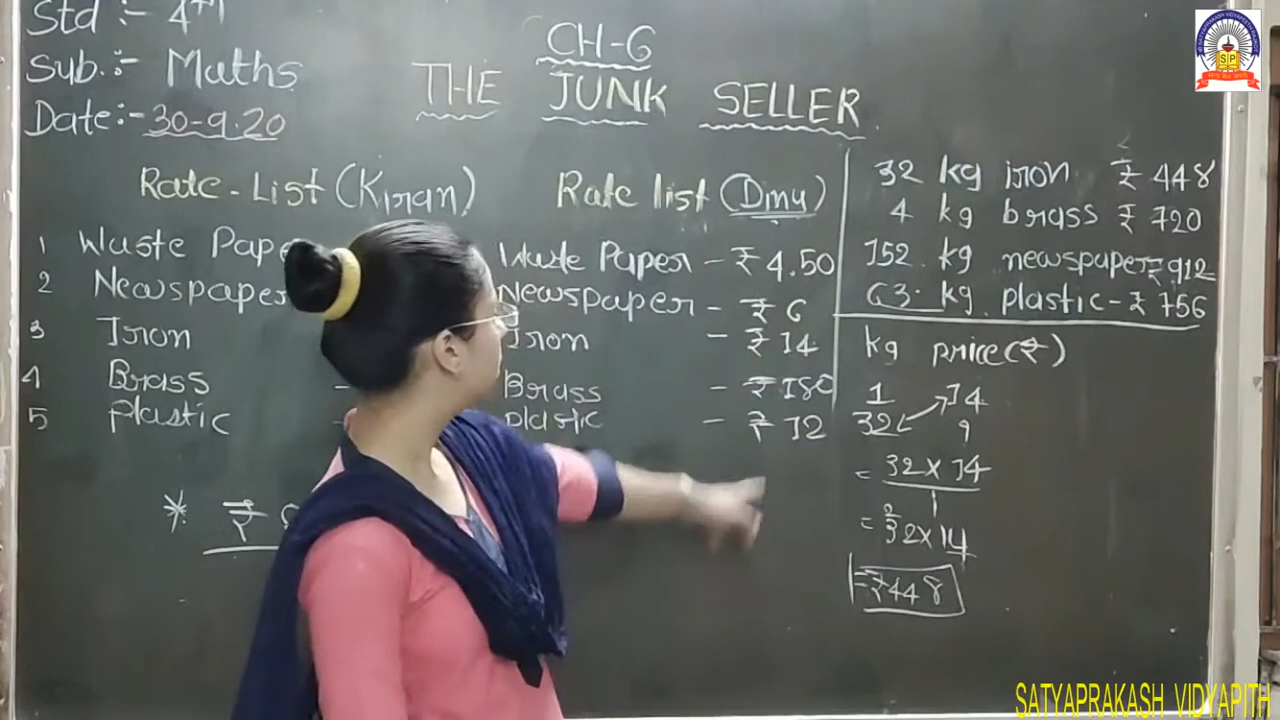 Std :- 4th
Sub. :- Maths
Date :- 30-9.20
CH-6
THE JUNK SELLER
Rate-List (Kiran)
1 Waste Pape
2 Newspaper
3 Iron
4 Brass -
5 Plastic -
* ₹
Rate list (Dinu)
Waste Paper - ₹ 4.50
Newspaper - ₹ 6
Iron - ₹ 14
Brass - ₹ 180
plastic - ₹ 12
32 kg iron ₹ 448
4 kg brass ₹ 720
152 kg newspaper ₹ 912
63 kg plastic - ₹ 756
kg price (₹)
1 14
32 ?
= 32 × 14
1
= 32 × 14
= ₹ 448
SP
SATYAPRAKASH VIDYAPITH